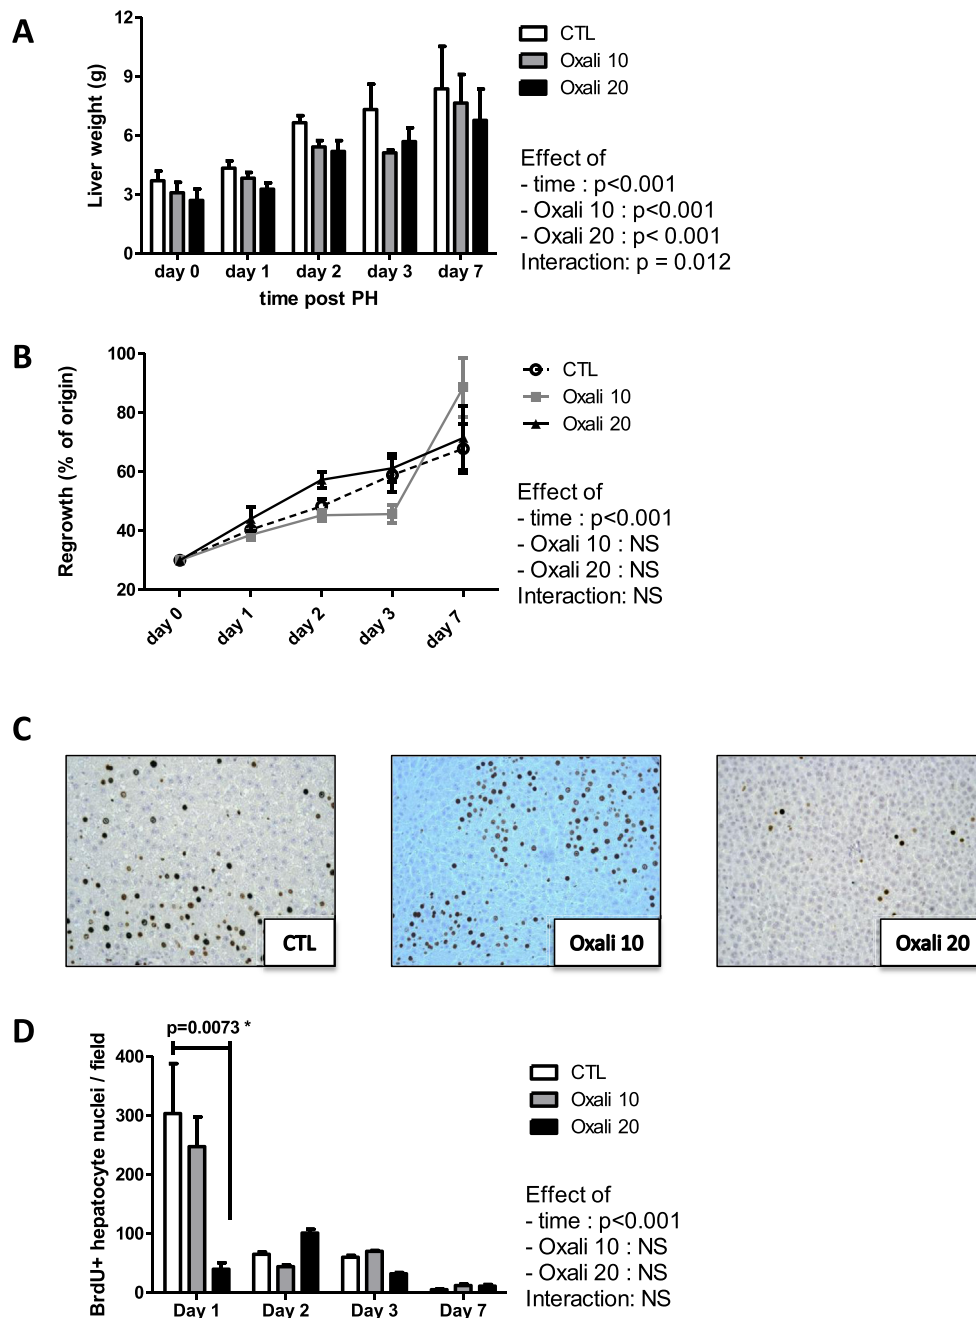 A
12
9
6
3
0
Liver weight (g)
day 0 day 1 day 2 day 3 day 7
time post PH
CTL
Oxali 10
Oxali 20
Effect of
- time : p<0.001
- Oxali 10 : p<0.001
- Oxali 20 : p< 0.001
Interaction: p = 0.012
B
100
80
60
40
20
Regrowth (% of origin)
day 0 day 1 day 2 day 3 day 7
CTL
Oxali 10
Oxali 20
Effect of
- time : p<0.001
- Oxali 10 : NS
- Oxali 20 : NS
Interaction: NS
C
CTL
Oxali 10
Oxali 20
D
p=0.0073 *
400
300
200
100
0
BrdU+ hepatocyte nuclei / field
Day 1 Day 2 Day 3 Day 7
CTL
Oxali 10
Oxali 20
Effect of
- time : p<0.001
- Oxali 10 : NS
- Oxali 20 : NS
Interaction: NS